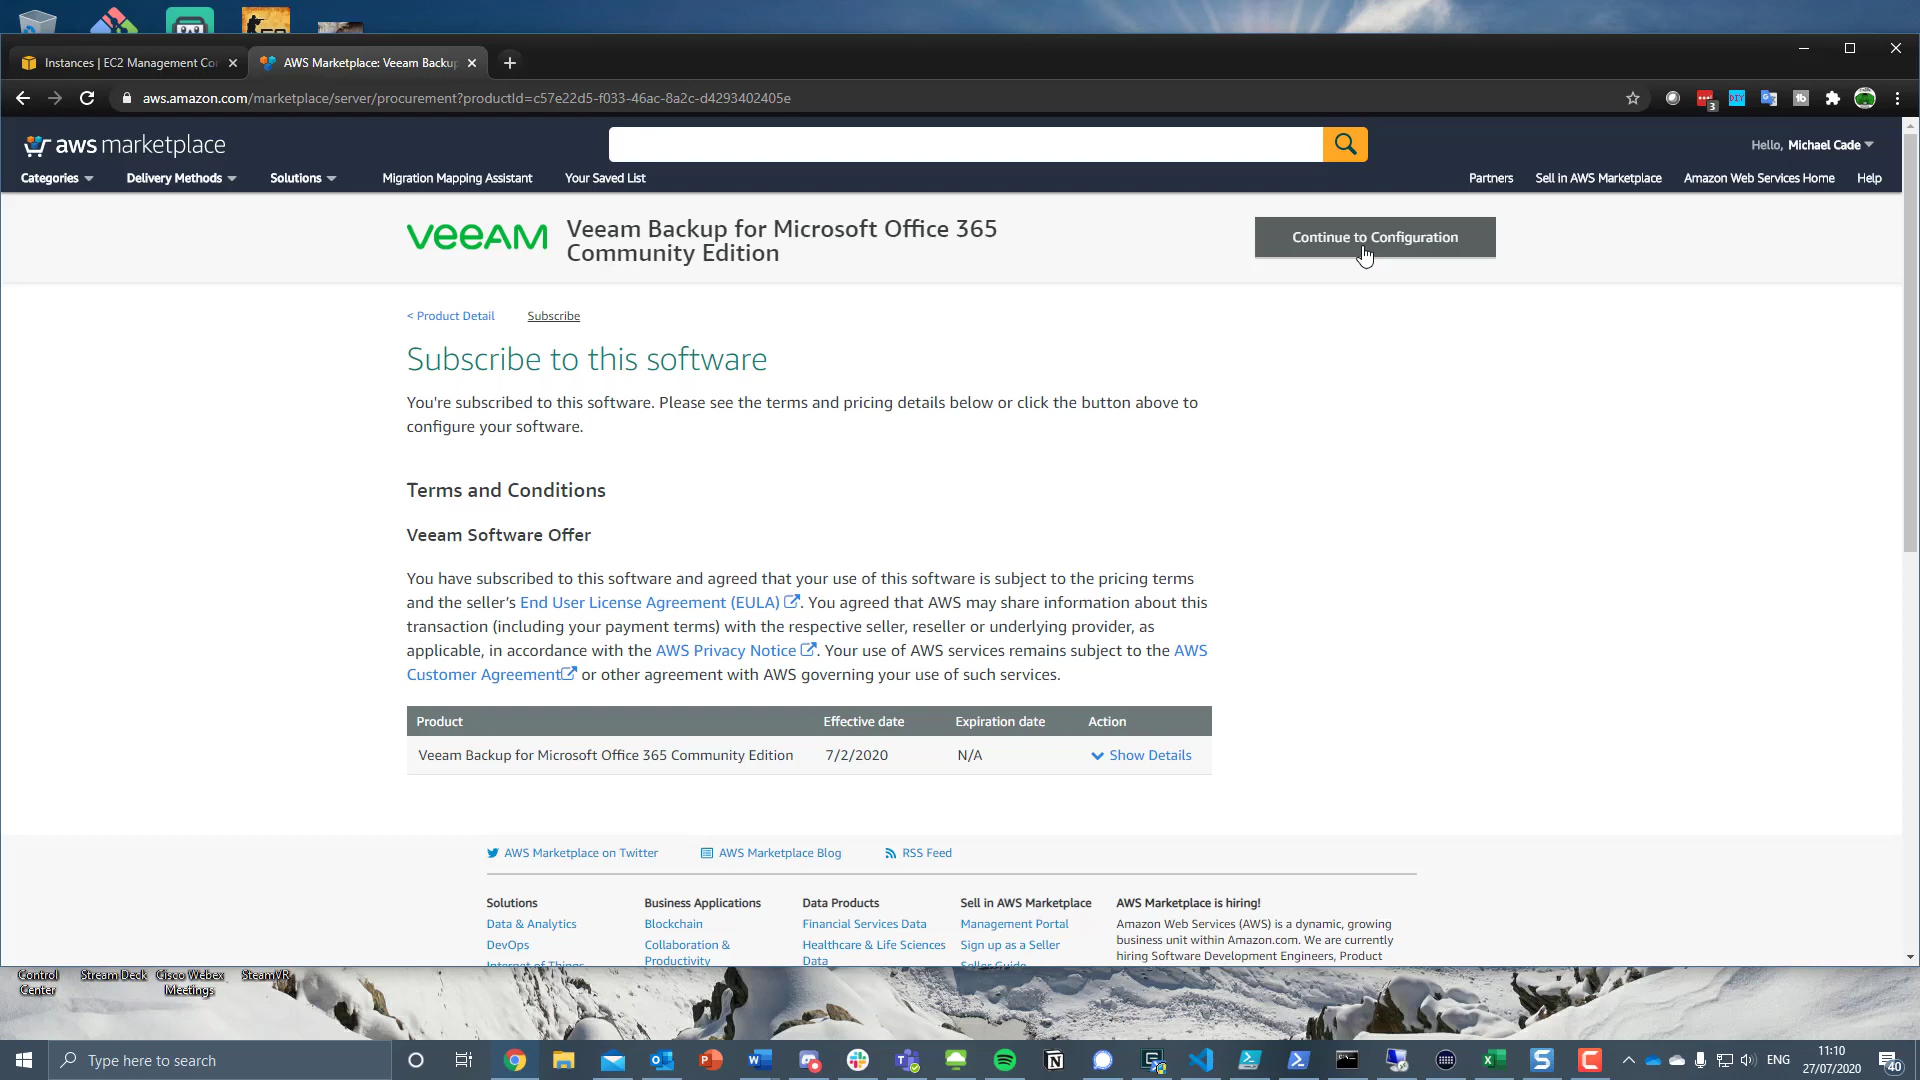 Instances | EC2 Management Co
AWS Marketplace: Veeam Backup
aws.amazon.com/marketplace/server/procurement?productId=c57e22d5-f033-46ac-8a2c-d4293402405e
3
DIY
aws marketplace
Hello, Michael Cade
Categories
Delivery Methods
Solutions
Migration Mapping Assistant
Your Saved List
Partners
Sell in AWS Marketplace
Amazon Web Services Home
Help
VEEAM
Veeam Backup for Microsoft Office 365
Community Edition
Continue to Configuration
< Product Detail
Subscribe
Subscribe to this software
You're subscribed to this software. Please see the terms and pricing details below or click the button above to
configure your software.
Terms and Conditions
Veeam Software Offer
You have subscribed to this software and agreed that your use of this software is subject to the pricing terms
and the seller's End User License Agreement (EULA). You agreed that AWS may share information about this
transaction (including your payment terms) with the respective seller, reseller or underlying provider, as
applicable, in accordance with the AWS Privacy Notice. Your use of AWS services remains subject to the AWS
Customer Agreement or other agreement with AWS governing your use of such services.
Product Effective date Expiration date Action
Veeam Backup for Microsoft Office 365 Community Edition 7/2/2020 N/A Show Details
AWS Marketplace on Twitter
AWS Marketplace Blog
RSS Feed
Solutions Business Applications Data Products Sell in AWS Marketplace AWS Marketplace is hiring!
Data & Analytics Blockchain Financial Services Data Management Portal Amazon Web Services (AWS) is a dynamic, growing
DevOps Collaboration & Healthcare & Life Sciences Sign up as a Seller business unit within Amazon.com. We are currently
Internet of Things Productivity Data Seller Guide hiring Software Development Engineers, Product
Control
Center
Stream Deck
Cisco Webex
Meetings
SteamVR
Type here to search
ENG
11:10
27/07/2020
40